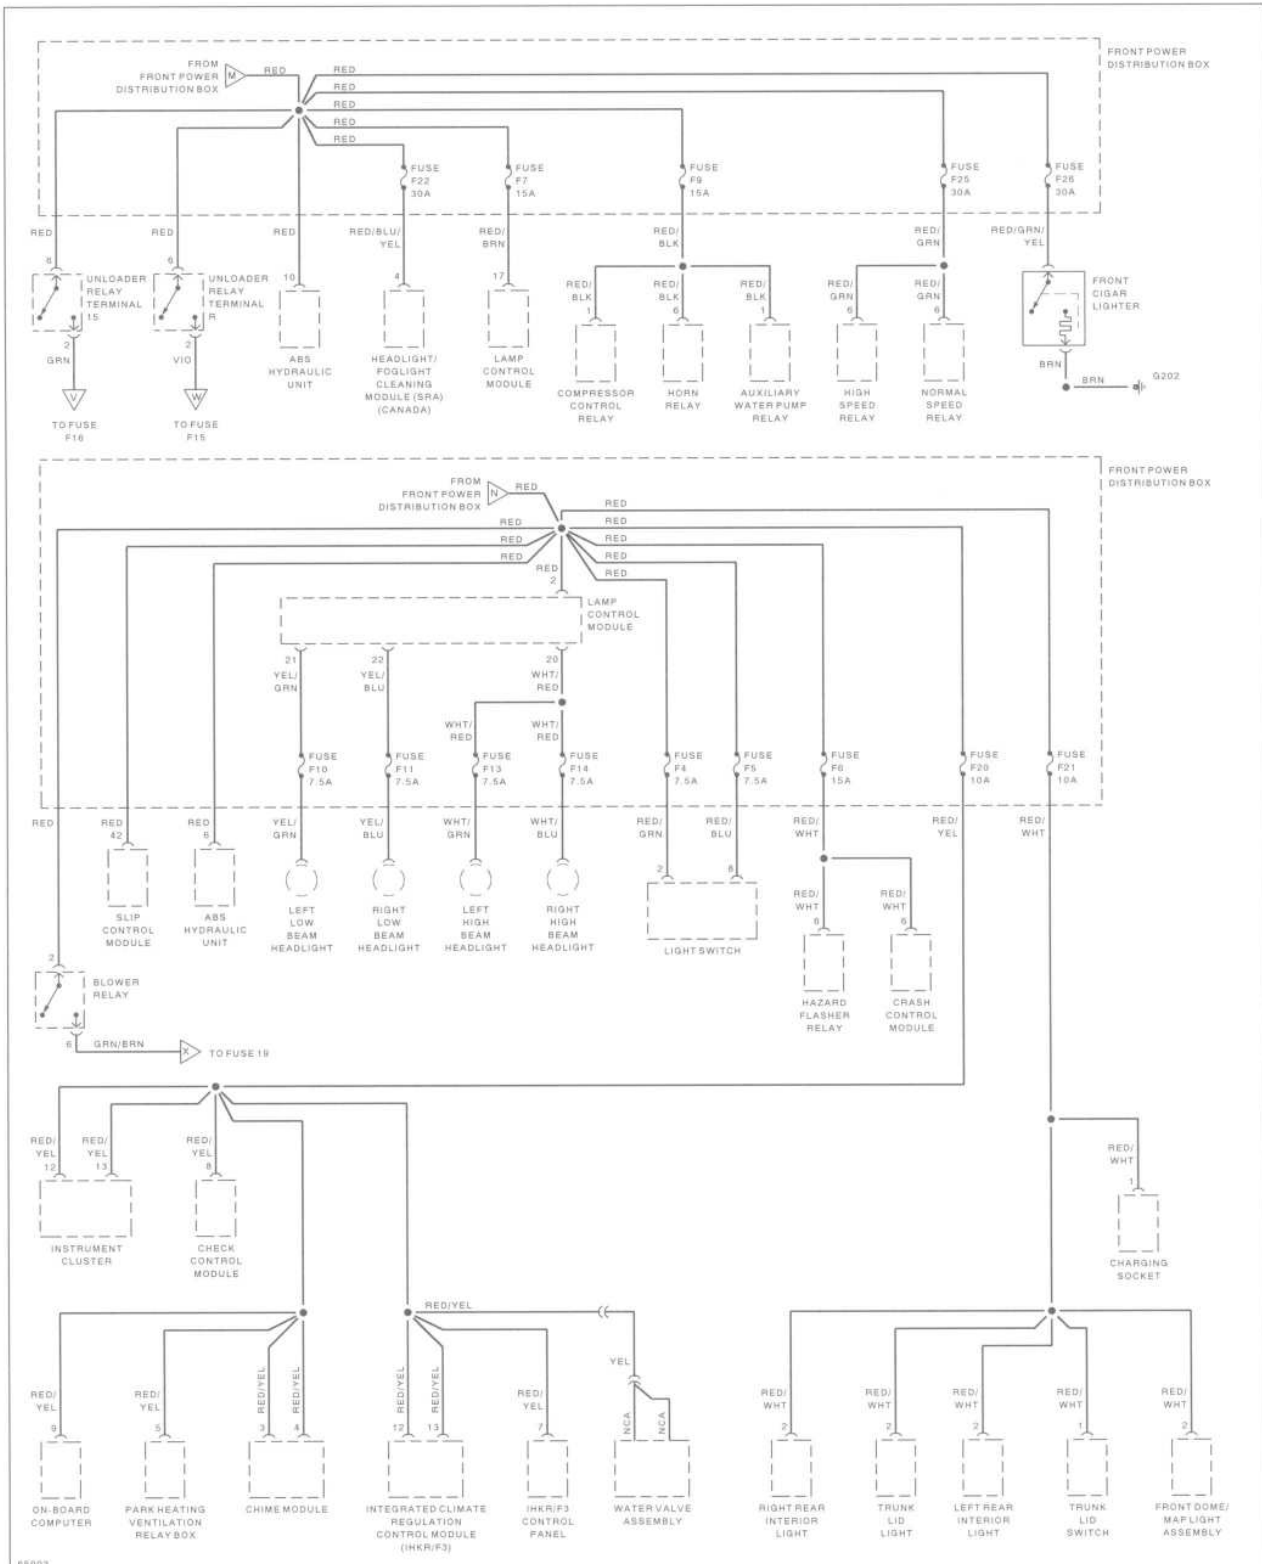 FRONT POWER
DISTRIBUTION BOX
FROM
FRONT POWER
DISTRIBUTION BOX
M
RED
RED
RED
RED
RED
RED
FUSE
F22
30A
FUSE
F7
15A
FUSE
F9
15A
FUSE
F25
30A
FUSE
F26
30A
RED
RED
RED
RED/BLU/
YEL
RED/
BRN
RED/
BLK
RED/
GRN
RED/GRN/
YEL
8
UNLOADER
RELAY
TERMINAL
15
6
UNLOADER
RELAY
TERMINAL
R
10
4
17
RED/
BLK
1
RED/
BLK
6
RED/
BLK
1
RED/
GRN
6
RED/
GRN
6
FRONT
CIGAR
LIGHTER
2
GRN
2
VIO
ABS
HYDRAULIC
UNIT
HEADLIGHT/
FOGLIGHT
CLEANING
MODULE (SRA)
(CANADA)
LAMP
CONTROL
MODULE
COMPRESSOR
CONTROL
RELAY
HORN
RELAY
AUXILIARY
WATER PUMP
RELAY
HIGH
SPEED
RELAY
NORMAL
SPEED
RELAY
BRN
BRN
G202
V
TO FUSE
F16
W
TO FUSE
F15
FRONT POWER
DISTRIBUTION BOX
FROM
FRONT POWER
DISTRIBUTION BOX
N
RED
RED
RED
RED
RED
RED
RED
RED
RED
RED
2
LAMP
CONTROL
MODULE
21
YEL/
GRN
22
YEL/
BLU
20
WHT/
RED
WHT/
RED
WHT/
RED
FUSE
F10
7.5A
FUSE
F11
7.5A
FUSE
F13
7.5A
FUSE
F14
7.5A
FUSE
F4
7.5A
FUSE
F5
7.5A
FUSE
F6
15A
FUSE
F20
10A
FUSE
F21
10A
RED
RED
42
RED
6
YEL/
GRN
YEL/
BLU
WHT/
GRN
WHT/
BLU
RED/
GRN
RED/
BLU
RED/
WHT
RED/
YEL
RED/
WHT
2
8
RED/
WHT
6
RED/
WHT
6
SLIP
CONTROL
MODULE
ABS
HYDRAULIC
UNIT
LEFT
LOW
BEAM
HEADLIGHT
RIGHT
LOW
BEAM
HEADLIGHT
LEFT
HIGH
BEAM
HEADLIGHT
RIGHT
HIGH
BEAM
HEADLIGHT
LIGHT SWITCH
HAZARD
FLASHER
RELAY
CRASH
CONTROL
MODULE
2
BLOWER
RELAY
6
GRN/BRN
X
TO FUSE 19
RED/
YEL
12
RED/
YEL
13
RED/
YEL
8
RED/
WHT
1
INSTRUMENT
CLUSTER
CHECK
CONTROL
MODULE
CHARGING
SOCKET
RED/YEL
YEL
RED/
YEL
9
RED/
YEL
5
RED/YEL
3
RED/YEL
4
RED/YEL
12
RED/YEL
13
RED/
YEL
7
NCA
NCA
RED/
WHT
2
RED/
WHT
2
RED/
WHT
2
RED/
WHT
1
RED/
WHT
2
ON-BOARD
COMPUTER
PARK HEATING
VENTILATION
RELAY BOX
CHIME MODULE
INTEGRATED CLIMATE
REGULATION
CONTROL MODULE
(IHKR/F3)
IHKR/F3
CONTROL
PANEL
WATER VALVE
ASSEMBLY
RIGHT REAR
INTERIOR
LIGHT
TRUNK
LID
LIGHT
LEFT REAR
INTERIOR
LIGHT
TRUNK
LID
SWITCH
FRONT DOME/
MAP LIGHT
ASSEMBLY